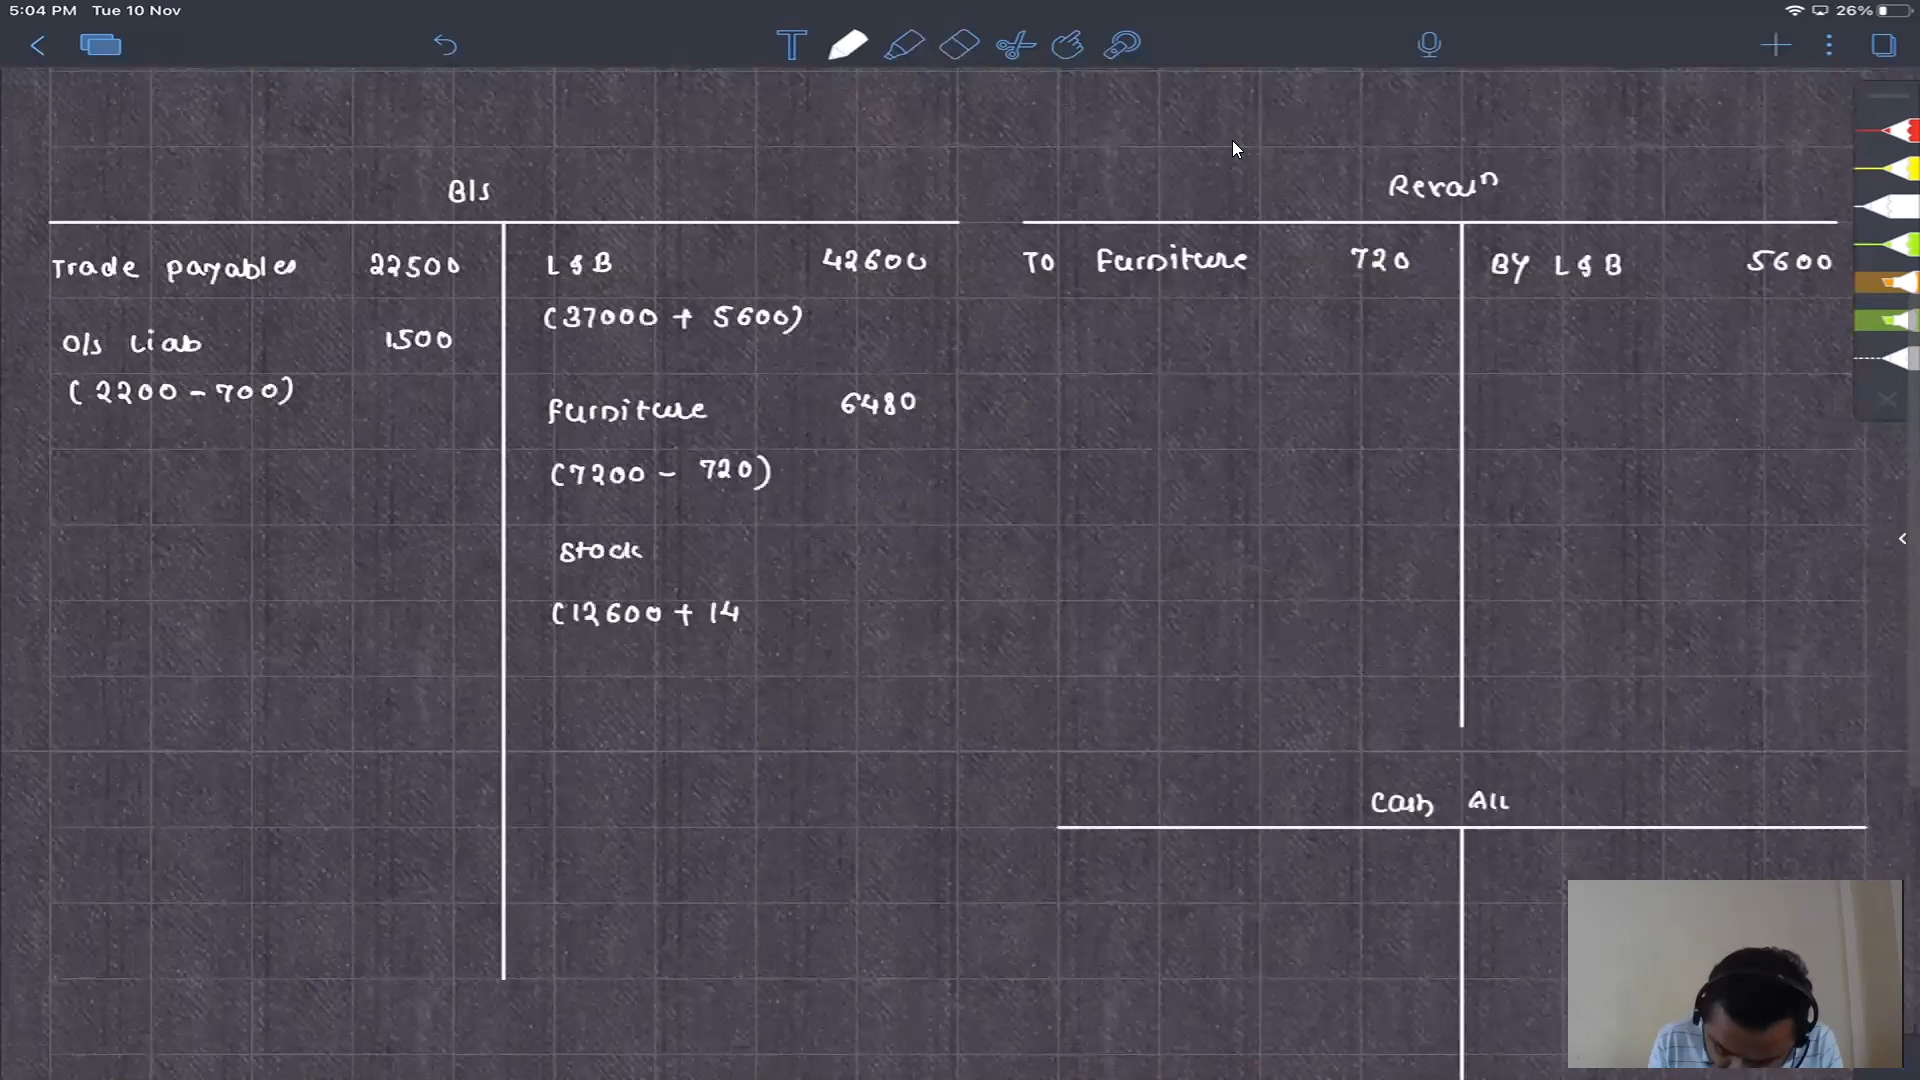 5:04 PM Tue 10 Nov
26%
B/s
Trade payables 22500
O/s Liab 1500
(2200 - 700)
L & B 42600
(37000 + 5600)
Furniture 6480
(7200 - 720)
Stock
(12600 + 14
Revaln
TO Furniture 720
BY L & B 5600
Cash A/c